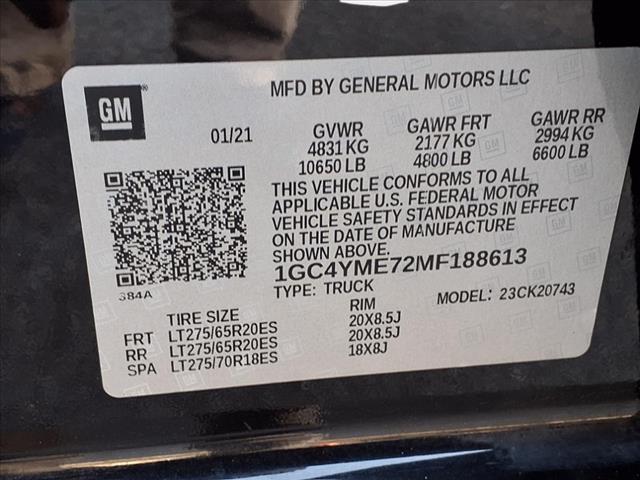 MFD BY GENERAL MOTORS LLC
GM
01/21
GVWR GAWR FRT GAWR RR
4831 KG 2177 KG 2994 KG
10650 LB 4800 LB 6600 LB
THIS VEHICLE CONFORMS TO ALL
APPLICABLE U.S. FEDERAL MOTOR
VEHICLE SAFETY STANDARDS IN EFFECT
ON THE DATE OF MANUFACTURE
SHOWN ABOVE.
1GC4YME72MF188613
TYPE: TRUCK MODEL: 23CK20743
384A
TIRE SIZE RIM
FRT LT275/65R20ES 20X8.5J
RR LT275/65R20ES 20X8.5J
SPA LT275/70R18ES 18X8J